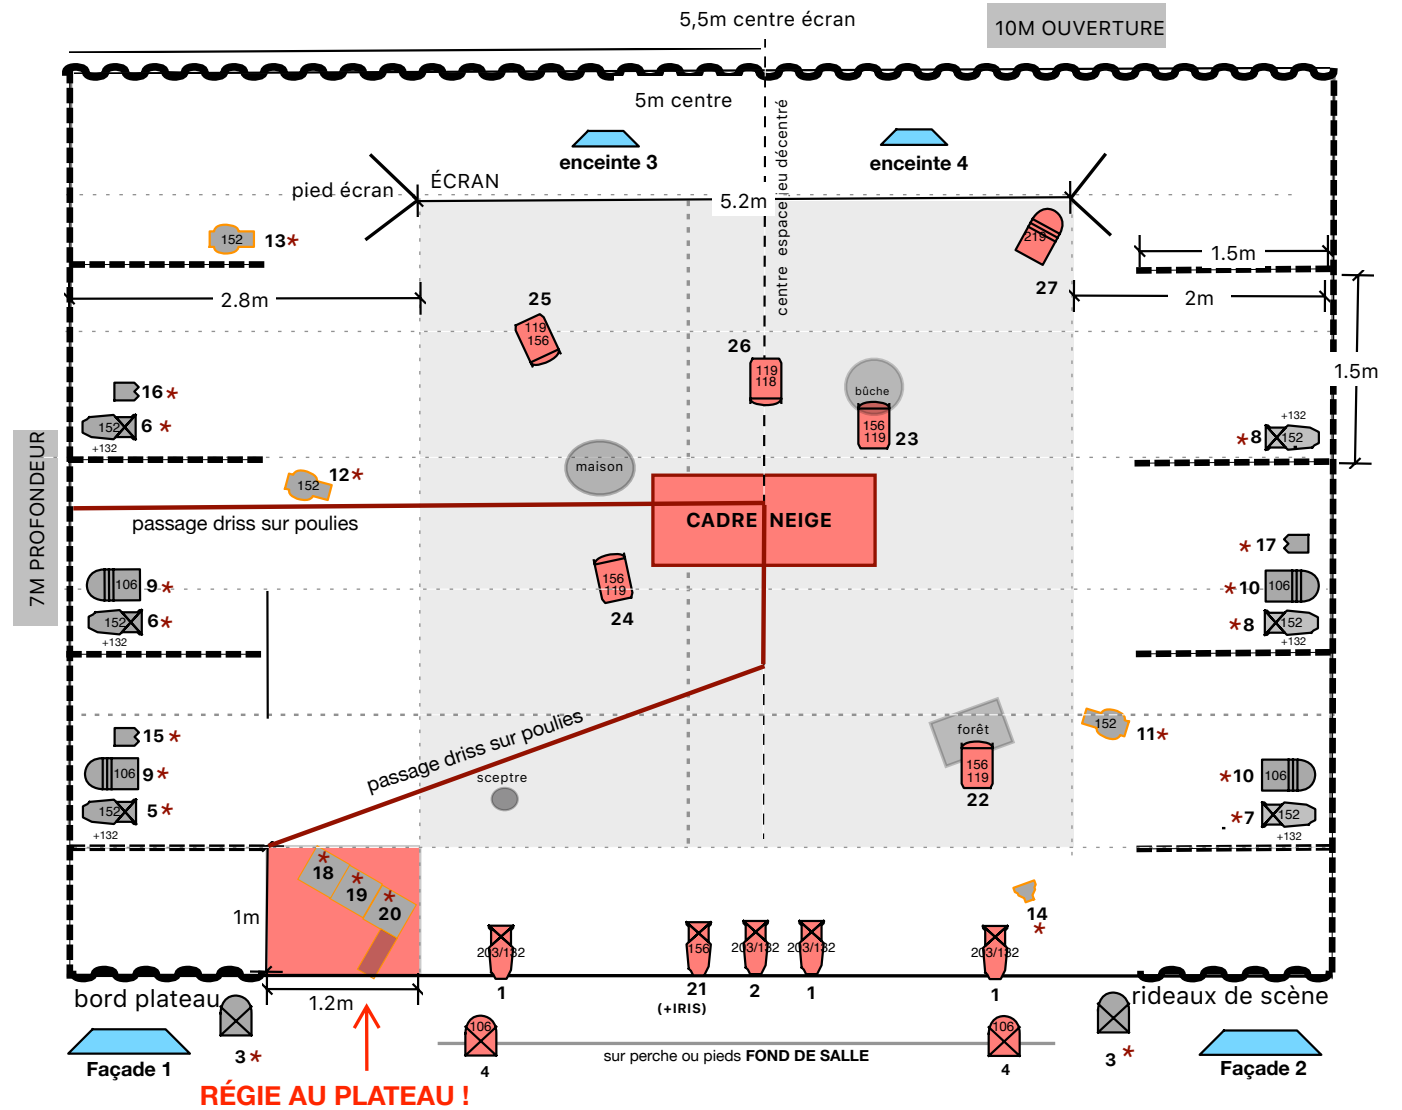 5,5m centre écran
10M OUVERTURE
5m centre
centre espace jeu décentré
enceinte 3
enceinte 4
pied écran
ÉCRAN
5.2m
152
13*
219
27
1.5m
2.8m
2m
25
119
156
26
119
118
bûche
156
119
23
1.5m
16*
152
6*
+132
+132
*8
152
7M PROFONDEUR
maison
12*
152
CADRE NEIGE
passage driss sur poulies
*17
106
9*
156
119
24
*10
106
152
6*
+132
*8
152
+132
passage driss sur poulies
forêt
156
119
22
152
11*
15*
106
9*
sceptre
*10
106
152
5*
+132
*7
152
+132
*
18
*
19
*
20
1m
14
*
203/132
156
203/132
203/132
203/132
1
21
(+IRIS)
2
1
1
bord plateau
1.2m
rideaux de scène
3*
106
4
sur perche ou pieds FOND DE SALLE
106
4
3*
Façade 1
Façade 2
RÉGIE AU PLATEAU !